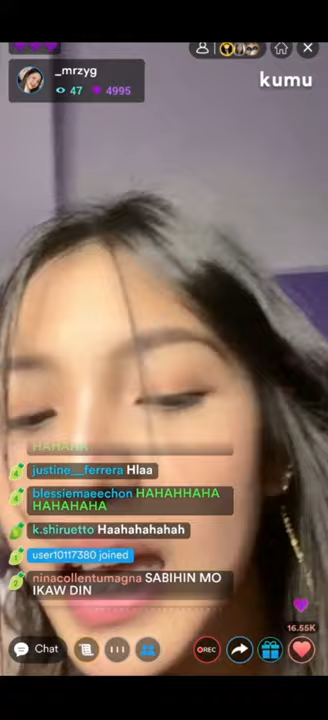 _mrzyg
47 4995
kumu
HAHAHA
justine__ferrera Hlaa
blessiemaeechon HAHAHHAHA
HAHAHAHA
k.shiruetto Haahahahahah
user10117380 joined
ninacollentumagna SABIHIN MO
IKAW DIN
16.55K
Chat
REC